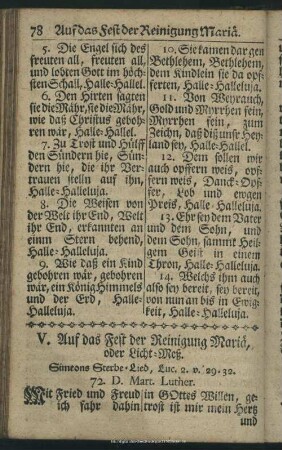 78 Auf das Fest der Reinigung Mariä.
5. Die Engel sich des
freuten all, freuten all,
und lobten Gott im höch-
sten Schall, Halle-Hallel.
6. Den Hirten sagten
sie die Mähr, sie die Mähr,
wie daß Christus geboh-
ren wär, Halle-Hallel.
7. Zu Trost und Hülff
den Sündern hie, Sün-
dern hie, die ihr Ver-
trauen stelln auf ihn,
Halle-Halleluja.
8. Die Weisen von
der Welt ihr End, Welt
ihr End, erkannten an
einm Stern behend,
Halle-Halleluja.
9. Wie daß ein Kind
gebohren wär, gebohren
wär, ein König Himmels
und der Erd, Halle-
Halleluja.
10. Sie kamen dar gen
Bethlehem, Bethlehem,
dem Kindlein sie da opf-
ferten, Halle-Halleluja.
11. Von Weyrauch,
Gold und Myrrhen fein,
Myrrhen fein, zum
Zeichn, daß diß unsr Hey-
land sey, Halle-Hallel.
12. Dem sollen wir
auch opffern weis, opf-
fern weis, Danck-Opf-
fer, Lob und ewgen
Preis, Halle-Halleluja.
13. Ehr sey dem Vater
und dem Sohn, und
dem Sohn, sammt Heil-
gem Geist in einem
Thron, Halle-Halleluja.
14. Welchs ihm auch
also sey bereit, sey bereit,
von nun an bis in Ewig-
keit, Halle-Halleluja.
V. Auf das Fest der Reinigung Mariä,
oder Licht-Meß.
Simeons Sterbe-Lied, Luc. 2. v. 29-32.
72. D. Mart. Luther.
Mit Fried und Freud in GOttes Willen, ge-
ich fahr dahin trost ist mir mein Hertz
und